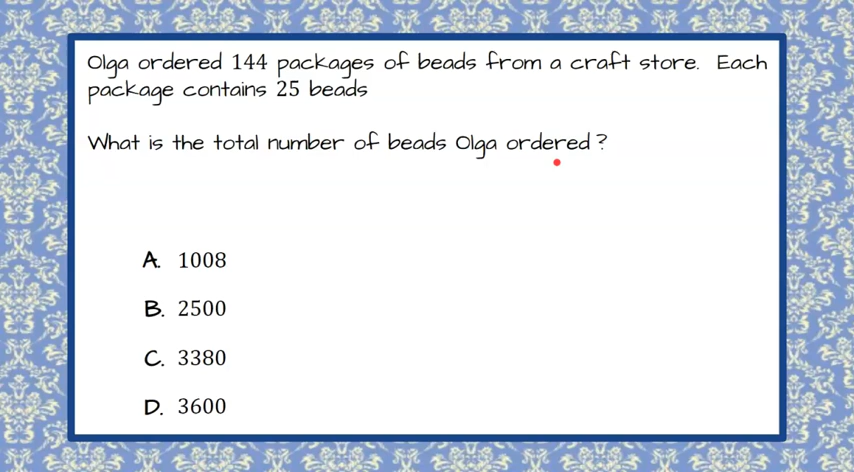 Olga ordered 144 packages of beads from a craft store. Each
package contains 25 beads
What is the total number of beads Olga ordered?
A. 1008
B. 2500
C. 3380
D. 3600